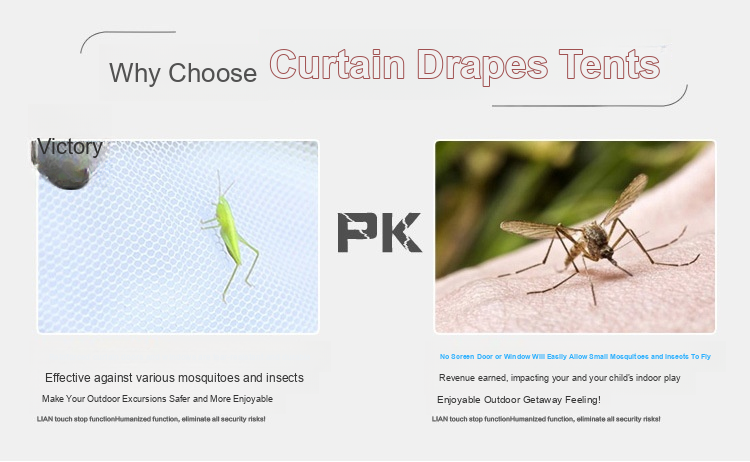 Why Choose Curtain Drapes Tents
Victory
PK
No Screen Door or Window Will Easily Allow Small Mosquitoes and Insects To Fly
Effective against various mosquitoes and insects
Revenue earned, impacting your and your child's indoor play
Make Your Outdoor Excursions Safer and More Enjoyable
Enjoyable Outdoor Getaway Feeling!
LIAN touch stop functionHumanized function, eliminate all security risks!
LIAN touch stop functionHumanized function, eliminate all security risks!